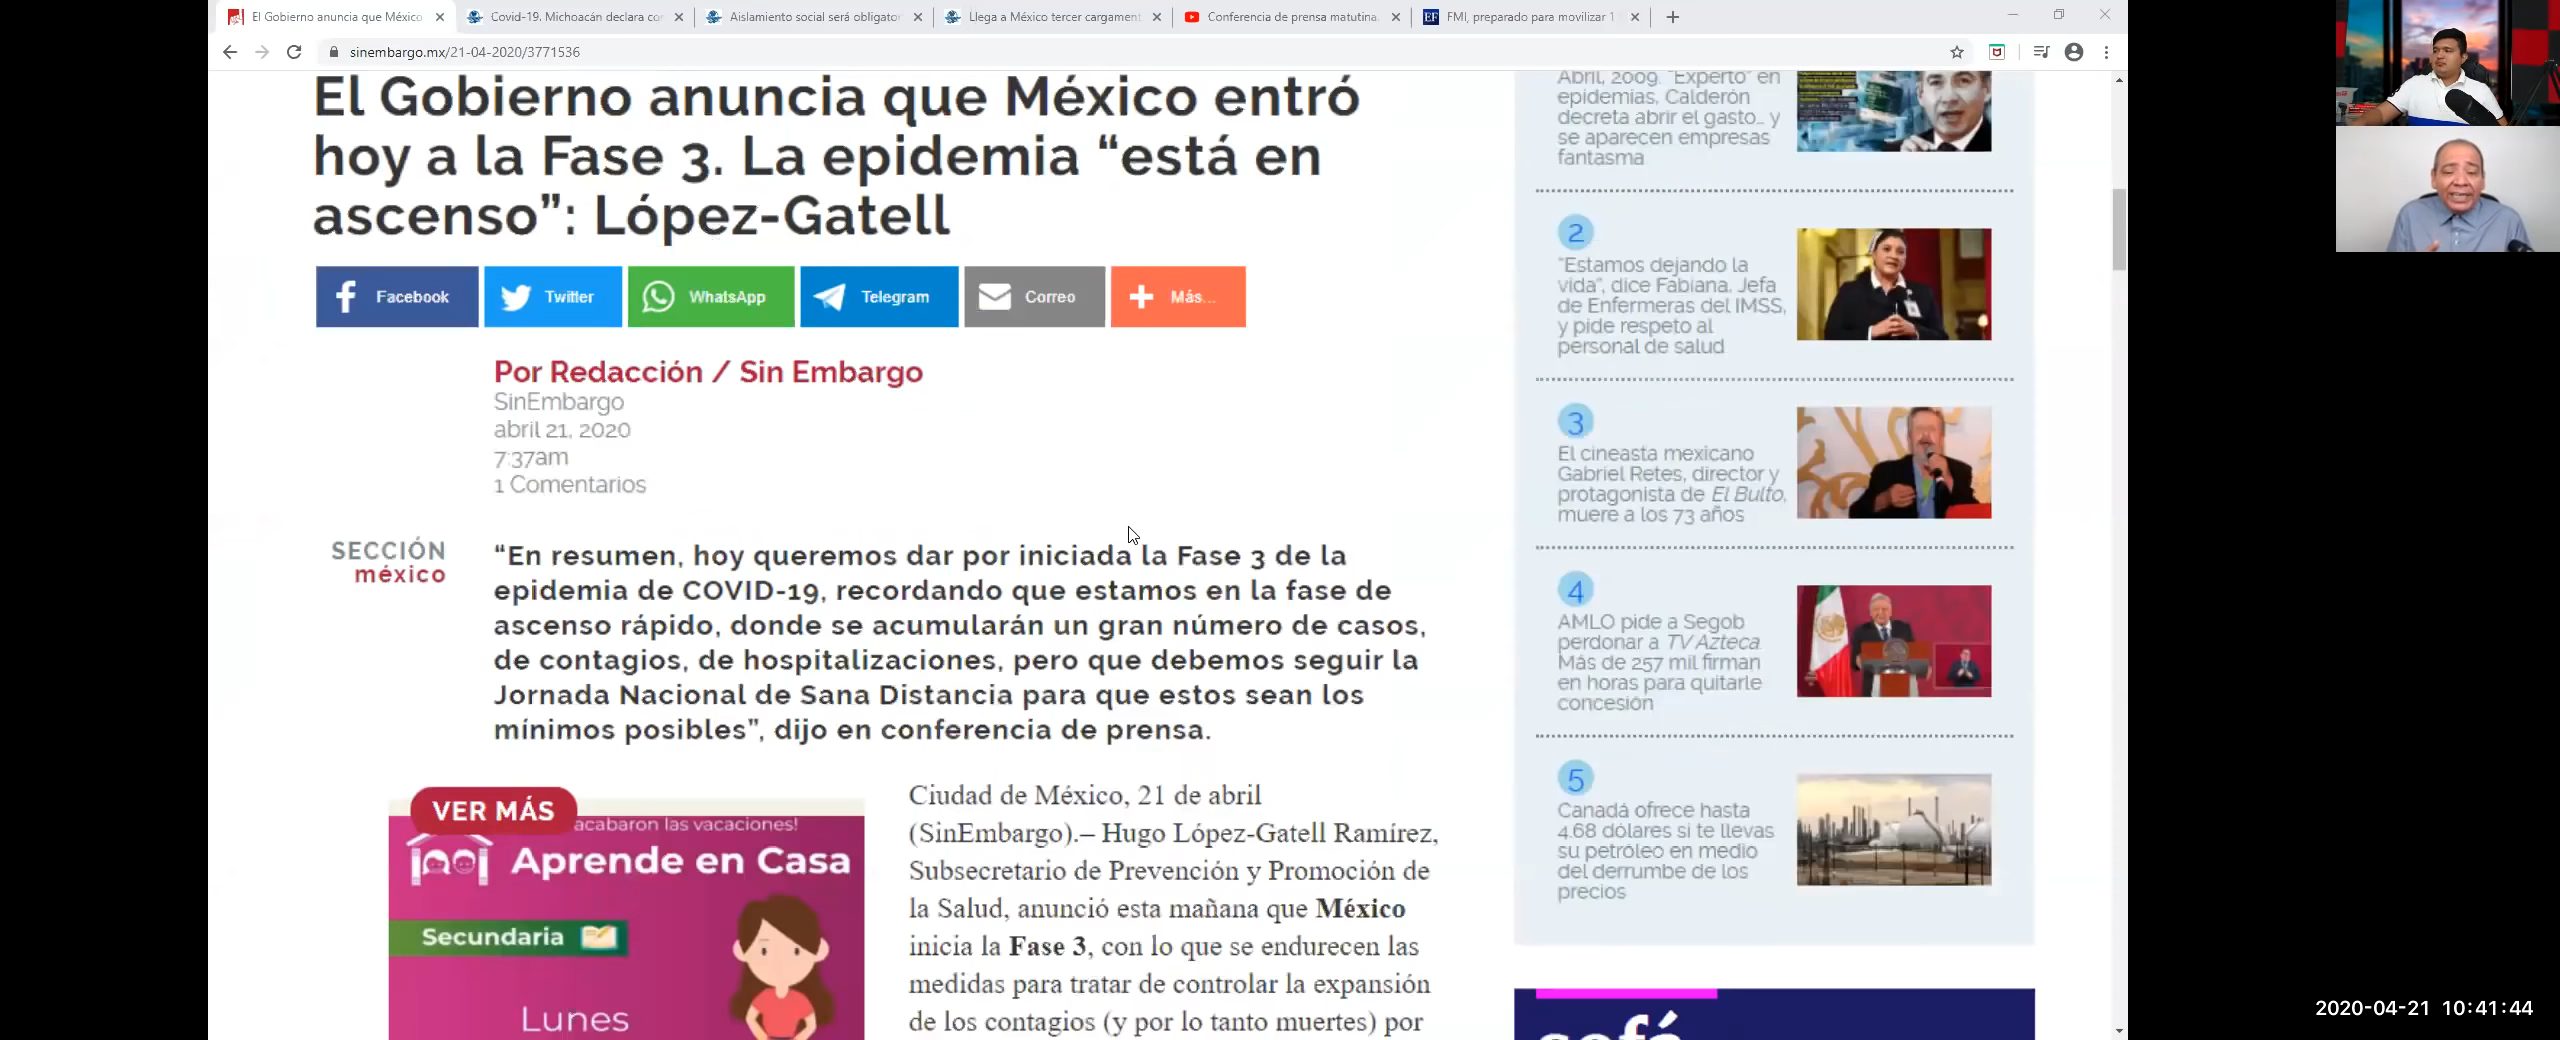 El Gobierno anuncia que México
Covid-19. Michoacán declara co
Aislamiento social será obligator
Llega a México tercer cargament
Conferencia de prensa matutina.
EF
FMI, preparado para movilizar 1
sinembargo.mx/21-04-2020/3771536
El Gobierno anuncia que México entró
hoy a la Fase 3. La epidemia “está en
ascenso”: López-Gatell
Facebook
Twitter
WhatsApp
Telegram
Correo
Más...
Por Redacción / Sin Embargo
SinEmbargo
abril 21, 2020
7:37am
1 Comentarios
SECCIÓN
méxico
“En resumen, hoy queremos dar por iniciada la Fase 3 de la
epidemia de COVID-19, recordando que estamos en la fase de
ascenso rápido, donde se acumularán un gran número de casos,
de contagios, de hospitalizaciones, pero que debemos seguir la
Jornada Nacional de Sana Distancia para que estos sean los
mínimos posibles”, dijo en conferencia de prensa.
VER MÁS
acabaron las vacaciones!
Aprende en Casa
Secundaria
Lunes
Ciudad de México, 21 de abril
(SinEmbargo).– Hugo López-Gatell Ramírez,
Subsecretario de Prevención y Promoción de
la Salud, anunció esta mañana que México
inicia la Fase 3, con lo que se endurecen las
medidas para tratar de controlar la expansión
de los contagios (y por lo tanto muertes) por
Abril, 2009. “Experto” en
epidemias, Calderón
decreta abrir el gasto… y
se aparecen empresas
fantasma
2
“Estamos dejando la
vida”, dice Fabiana, Jefa
de Enfermeras del IMSS,
y pide respeto al
personal de salud
3
El cineasta mexicano
Gabriel Retes, director y
protagonista de El Bulto,
muere a los 73 años
4
AMLO pide a Segob
perdonar a TV Azteca.
Más de 257 mil firman
en horas para quitarle
concesión
5
Canadá ofrece hasta
4.68 dólares si te llevas
su petróleo en medio
del derrumbe de los
precios
sofá
2020-04-21 10:41:44